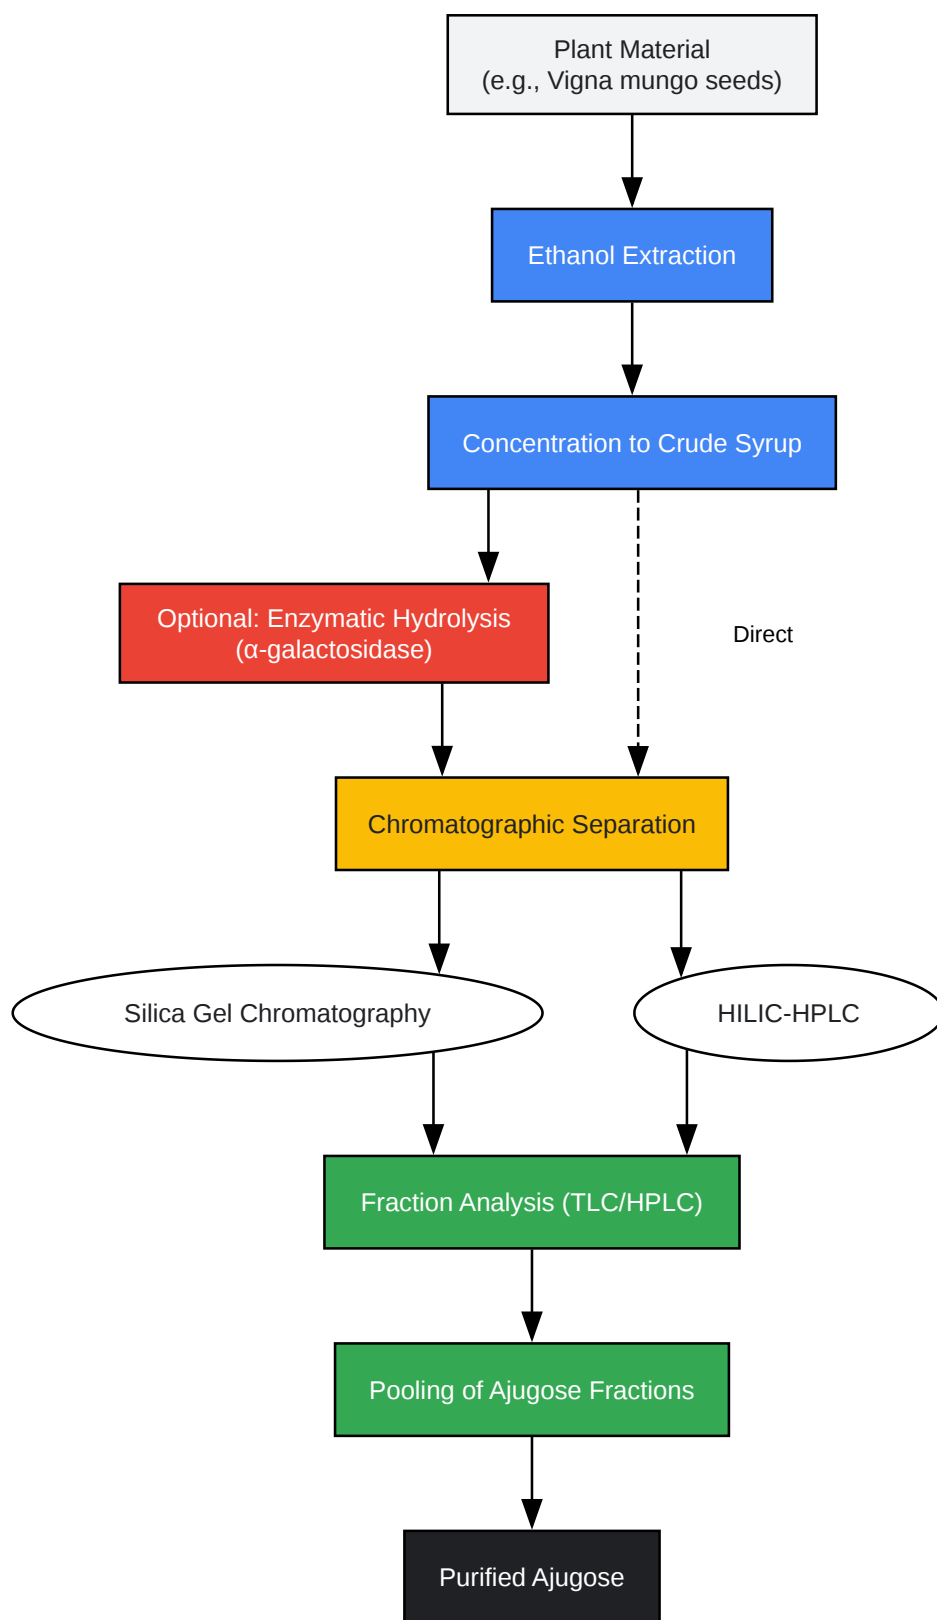 Plant Material
(e.g., Vigna mungo seeds)
Ethanol Extraction
Concentration to Crude Syrup
Optional: Enzymatic Hydrolysis
(α-galactosidase)
Direct
Chromatographic Separation
Silica Gel Chromatography
HILIC-HPLC
Fraction Analysis (TLC/HPLC)
Pooling of Ajugose Fractions
Purified Ajugose